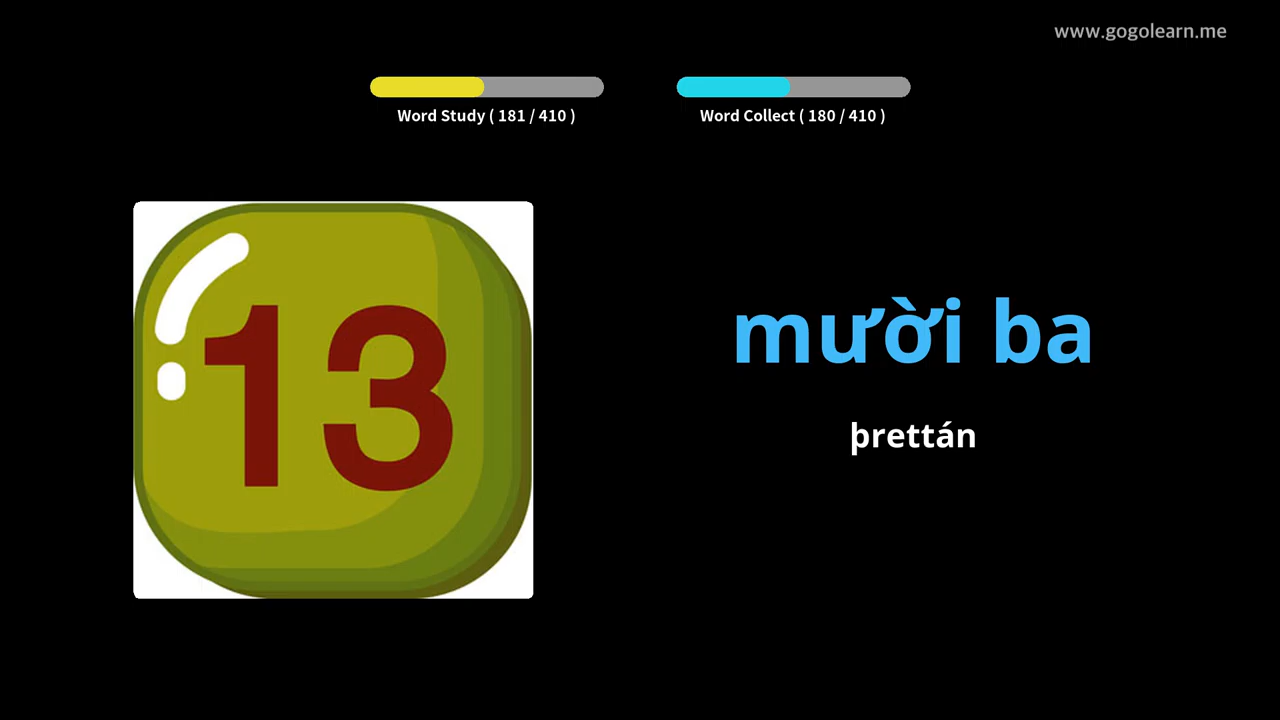 www.gogolearn.me
Word Study ( 181 / 410 )
Word Collect ( 180 / 410 )
13
mười ba
þrettán